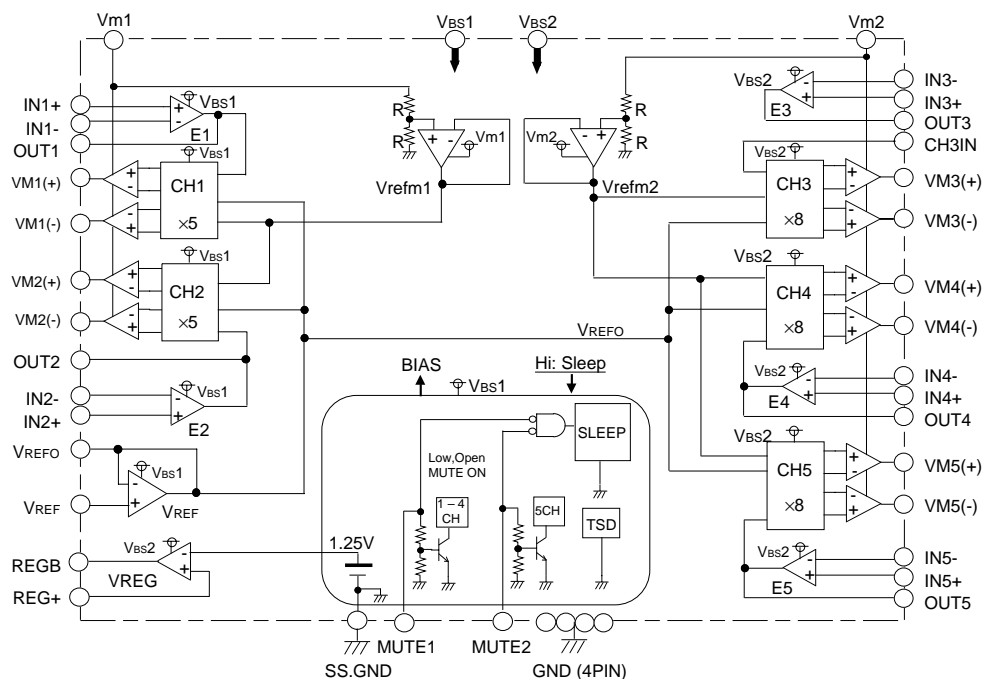 Vm1
VBS1
VBS2
Vm2
IN1+
IN1-
OUT1
VM1(+)
VM1(-)
VM2(+)
VM2(-)
OUT2
IN2-
IN2+
VREFO
VREF
REGB
REG+
VBS1
E1
VBS1
CH1
×5
VBS1
CH2
×5
VBS1
E2
VBS1
VREF
VBS2
VREG
R
R
Vm1
Vrefm1
R
R
Vm2
Vrefm2
VREFO
BIAS
VBS1
Hi: Sleep
SLEEP
Low,Open
MUTE ON
1 – 4
CH
5CH
TSD
1.25V
SS.GND
MUTE1
MUTE2
GND (4PIN)
VBS2
E3
VBS2
CH3
×8
VBS2
CH4
×8
VBS2
E4
VBS2
CH5
×8
VBS2
E5
IN3-
IN3+
OUT3
CH3IN
VM3(+)
VM3(-)
VM4(+)
VM4(-)
IN4-
IN4+
OUT4
VM5(+)
VM5(-)
IN5-
IN5+
OUT5